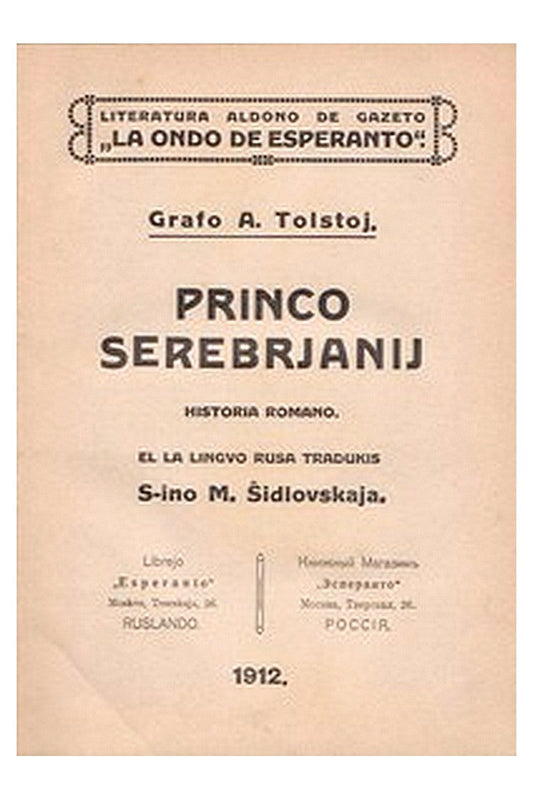 LITERATURA ALDONO DE GAZETO
„LA ONDO DE ESPERANTO“.
Grafo A. Tolstoj.
PRINCO
SEREBRJANIJ
HISTORIA ROMANO.
EL LA LINGVO RUSA TRADUKIS
S-ino M. Ŝidlovskaja.
Librejo
„Esperanto“
Moskvo, Tverskaja, 26.
RUSLANDO.
Книжный Магазинъ
„Эсперанто“
Москва, Тверская, 26.
РОССІЯ.
1912.